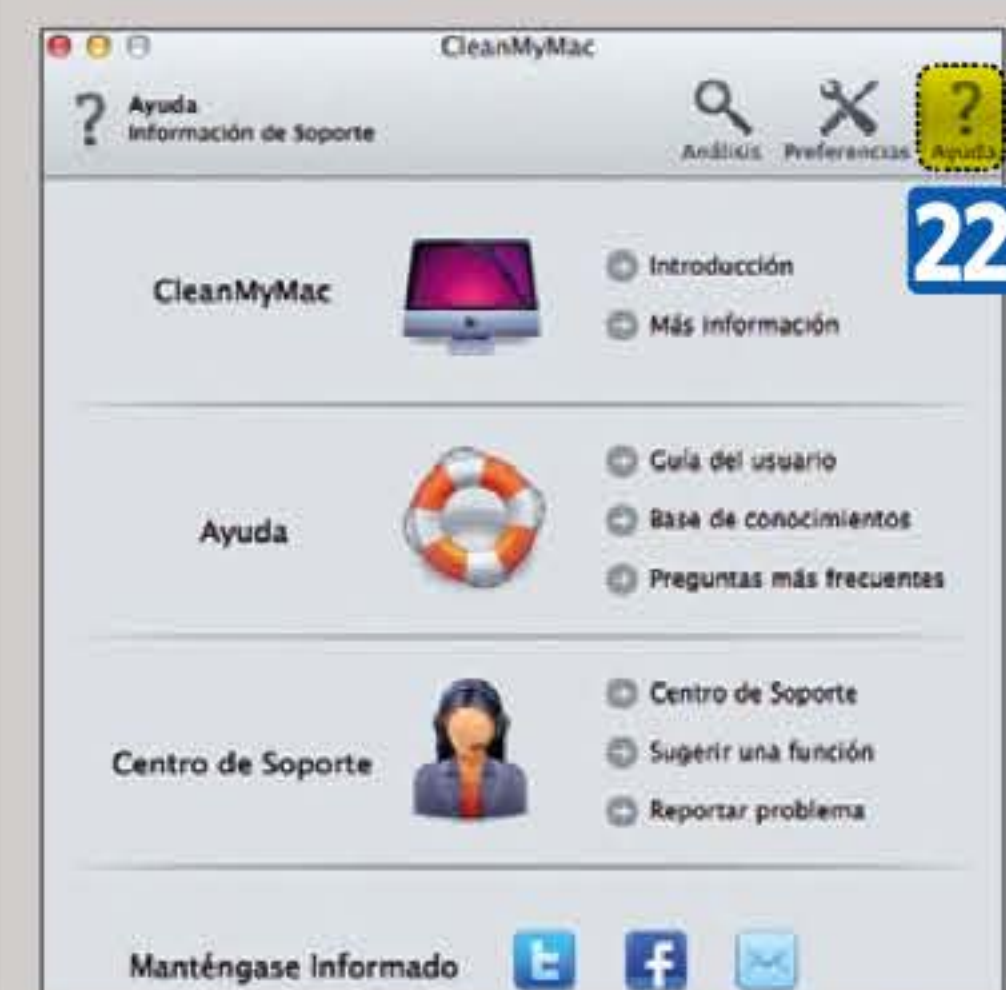 CleanMyMac
Ayuda
Información de Soporte
Análisis Preferencias Ayuda
22
CleanMyMac
Introducción
Más información
Ayuda
Guía del usuario
Base de conocimientos
Preguntas más frecuentes
Centro de Soporte
Centro de Soporte
Sugerir una función
Reportar problema
Manténgase Informado